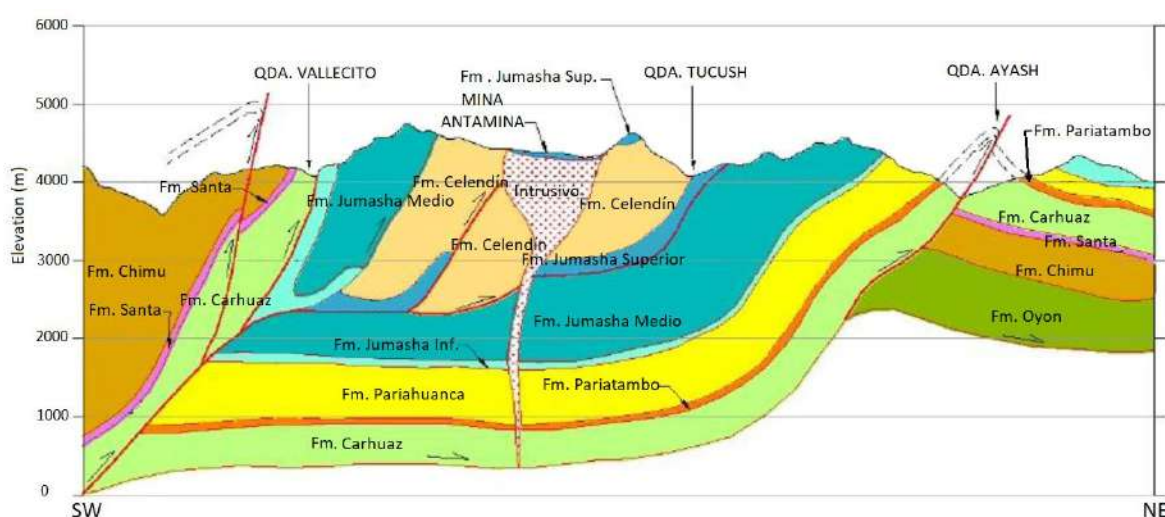 6000
5000
4000
3000
2000
1000
0
Elevation (m)
SW
NE
QDA. VALLECITO
Fm . Jumasha Sup.
MINA
ANTAMINA
QDA. TUCUSH
QDA. AYASH
Fm. Pariatambo
Fm. Santa
Fm. Jumasha Medio
Fm. Celendín
Intrusivo
Fm. Celendín
Fm. Carhuaz
Fm. Santa
Fm. Chimu
Fm. Celendín
Fm. Jumasha Superior
Fm. Chimu
Fm. Carhuaz
Fm. Santa
Fm. Jumasha Medio
Fm. Oyon
Fm. Jumasha Inf.
Fm. Pariahuanca
Fm. Pariatambo
Fm. Carhuaz